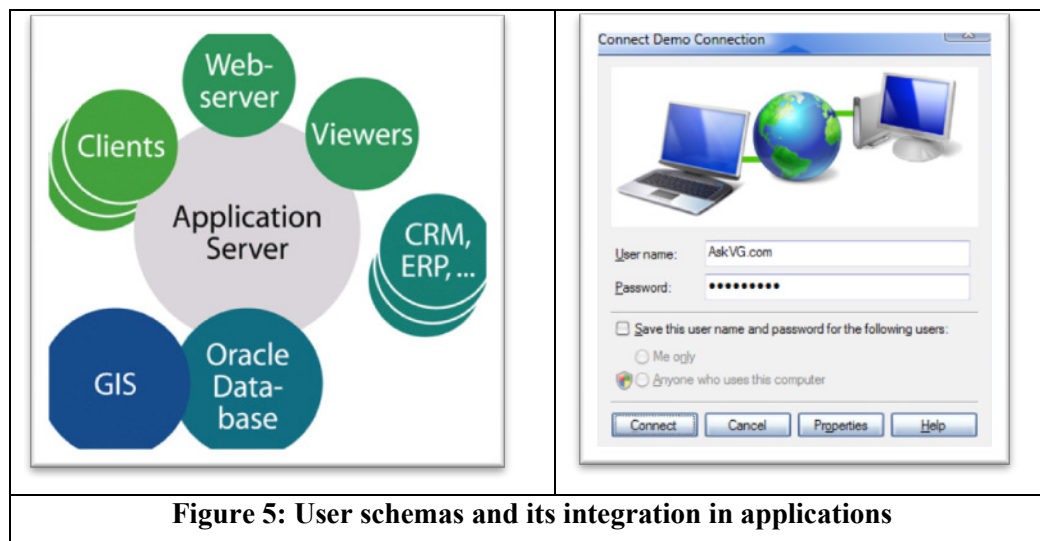 Web-
server
Clients
Viewers
Application
Server
CRM,
ERP, ...
GIS
Oracle
Data-
base
Connect Demo Connection
User name: AskVG.com
Password: •••••••••
Save this user name and password for the following users:
Me only
Anyone who uses this computer
Connect Cancel Properties Help
Figure 5: User schemas and its integration in applications